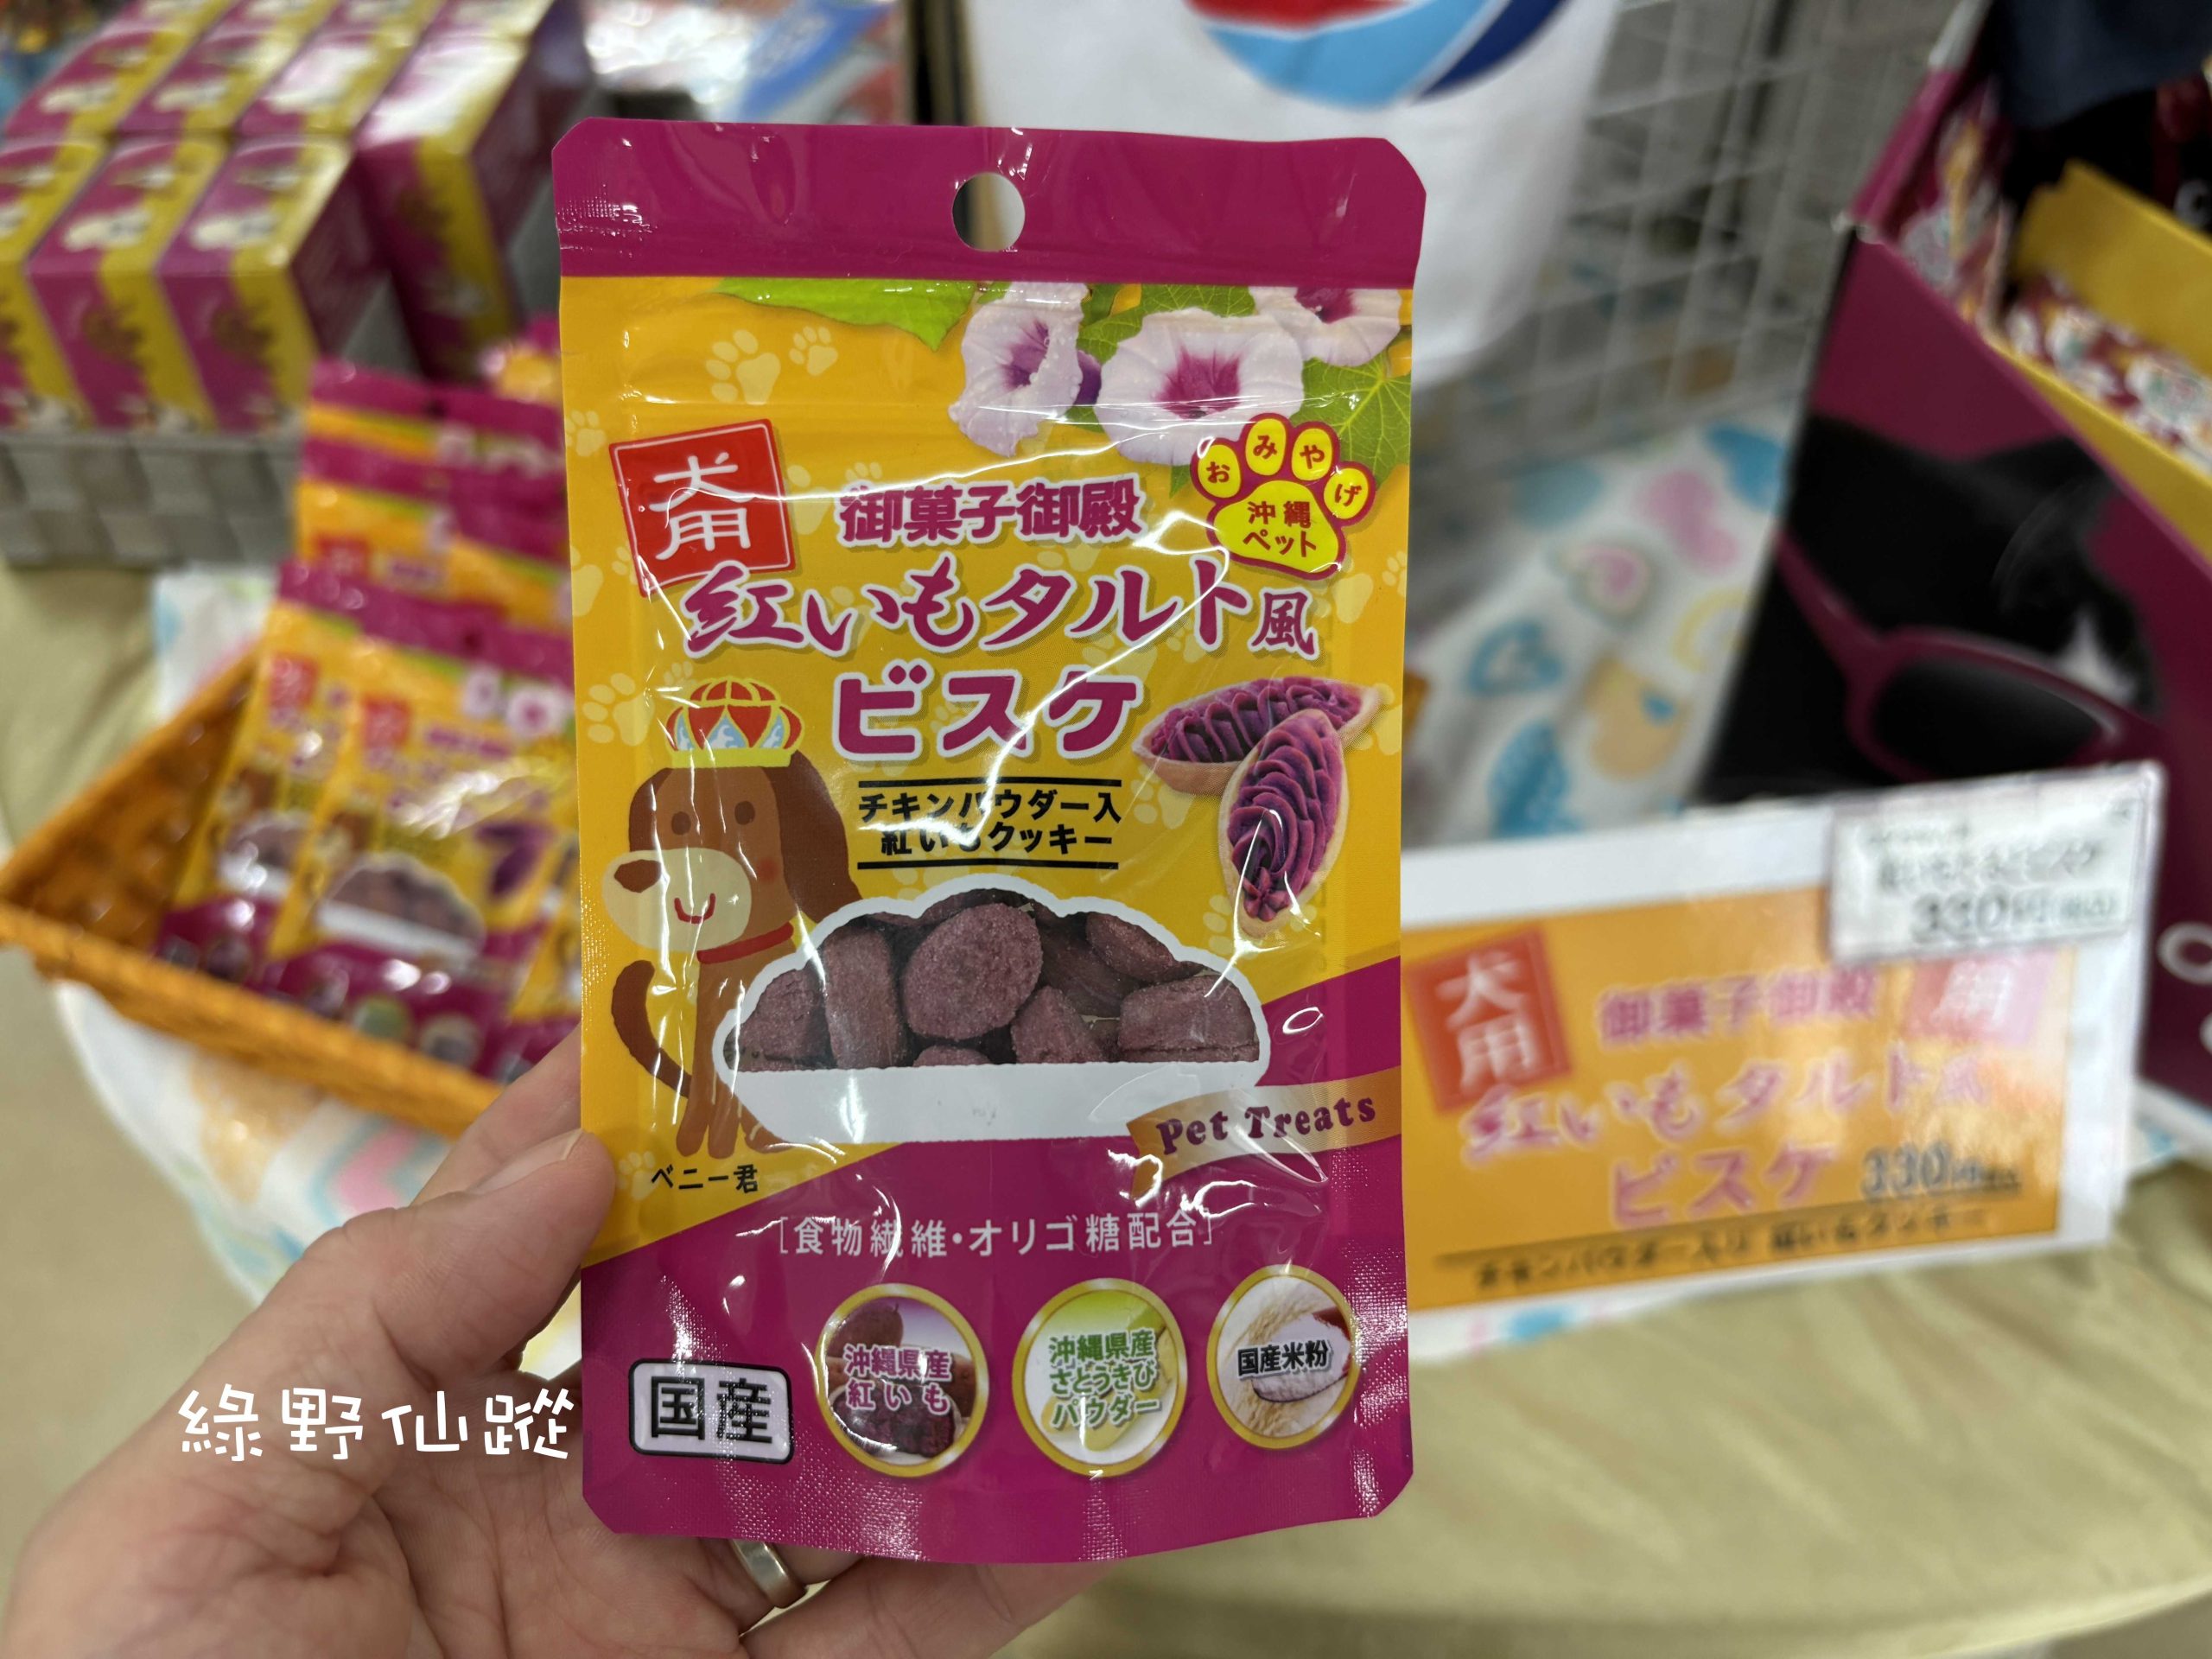 犬用
御菓子御殿
おみやげ
沖縄
ペット
紅いもタルト風
ビスケ
チキンパウダー入
紅いもクッキー
Pet Treats
ベニー君
[食物繊維・オリゴ糖配合]
国産
沖縄県産
紅いも
沖縄県産
さとうきび
パウダー
国産米粉
綠野仙蹤
犬用
御菓子御殿
紅いもタルト風
ビスケ
330
330円